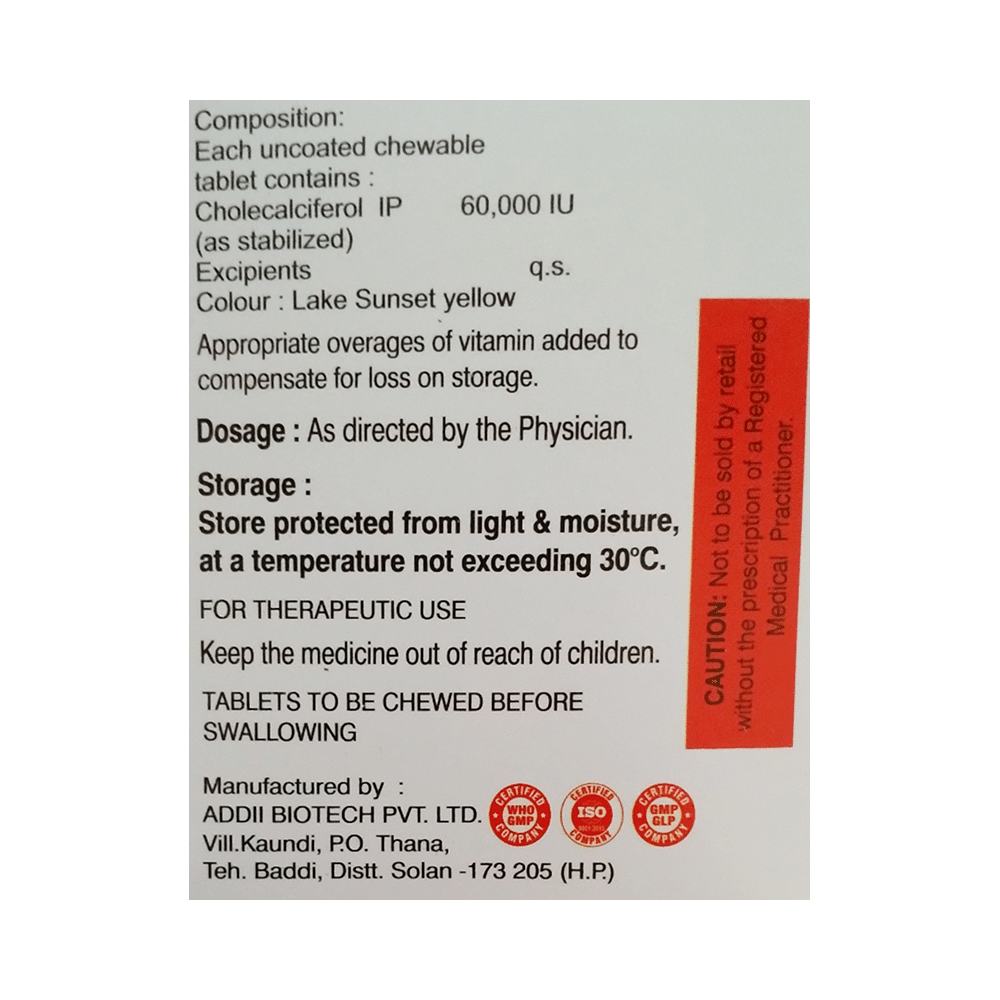 Composition:
Each uncoated chewable
tablet contains :
Cholecalciferol IP 60,000 IU
(as stabilized)
Excipients q.s.
Colour : Lake Sunset yellow
Appropriate overages of vitamin added to
compensate for loss on storage.
Dosage : As directed by the Physician.
Storage :
Store protected from light & moisture,
at a temperature not exceeding 30°C.
FOR THERAPEUTIC USE
Keep the medicine out of reach of children.
TABLETS TO BE CHEWED BEFORE
SWALLOWING
CAUTION: Not to be sold by retail
without the prescription of a Registered
Medical Practitioner.
Manufactured by :
ADDII BIOTECH PVT. LTD.
Vill.Kaundi, P.O. Thana,
Teh. Baddi, Distt. Solan -173 205 (H.P.)
CERTIFIED
WHO
GMP
COMPANY
CERTIFIED
ISO
COMPANY
CERTIFIED
GMP
GLP
COMPANY